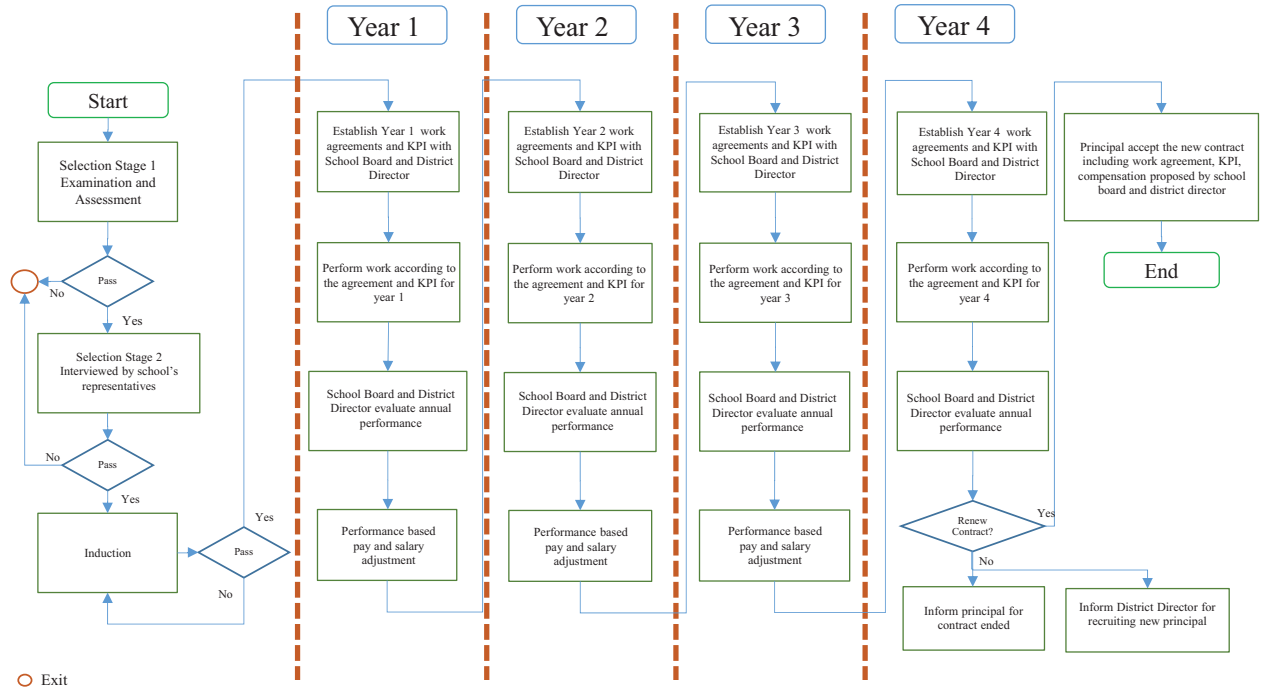 Year 1
Year 2
Year 3
Year 4
Start
Selection Stage 1
Examination and
Assessment
Pass
No
Yes
Selection Stage 2
Interviewed by school's
representatives
Pass
No
Yes
Induction
Pass
Yes
No
Exit
Establish Year 1 work
agreements and KPI with
School Board and District
Director
Perform work according to
the agreement and KPI for
year 1
School Board and District
Director evaluate annual
performance
Performance based
pay and salary
adjustment
Establish Year 2 work
agreements and KPI with
School Board and District
Director
Perform work according to
the agreement and KPI for
year 2
School Board and District
Director evaluate annual
performance
Performance based
pay and salary
adjustment
Establish Year 3 work
agreements and KPI with
School Board and District
Director
Perform work according to
the agreement and KPI for
year 3
School Board and District
Director evaluate annual
performance
Performance based
pay and salary
adjustment
Establish Year 4 work
agreements and KPI with
School Board and District
Director
Perform work according to
the agreement and KPI for
year 4
School Board and District
Director evaluate annual
performance
Renew
Contract?
Yes
No
Inform principal for
contract ended
Inform District Director for
recruiting new principal
Principal accept the new contract
including work agreement, KPI,
compensation proposed by school
board and district director
End